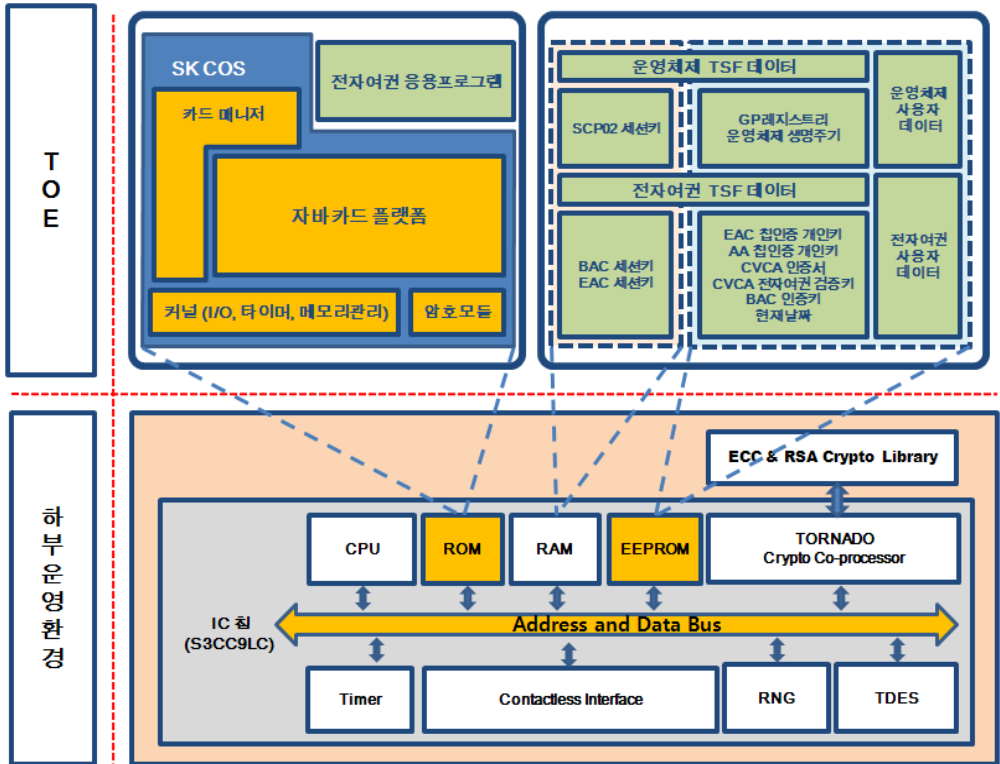 TOE
SK COS
카드 매니저
전자여권 응용프로그램
자바카드 플랫폼
커널 (I/O, 타이머, 메모리관리)
암호모듈
운영체제 TSF 데이터
SCP02 세션키
GP레지스트리
운영체제 생명주기
운영체제
사용자
데이터
전자여권 TSF 데이터
BAC 세션키
EAC 세션키
EAC 칩인증 개인키
AA 칩인증 개인키
CVCA 인증서
CVCA 전자여권 검증키
BAC 인증키
현재날짜
전자여권
사용자
데이터
하부운영환경
ECC & RSA Crypto Library
CPU
ROM
RAM
EEPROM
TORNADO
Crypto Co-processor
IC 칩
(S3CC9LC)
Address and Data Bus
Timer
Contactless Interface
RNG
TDES